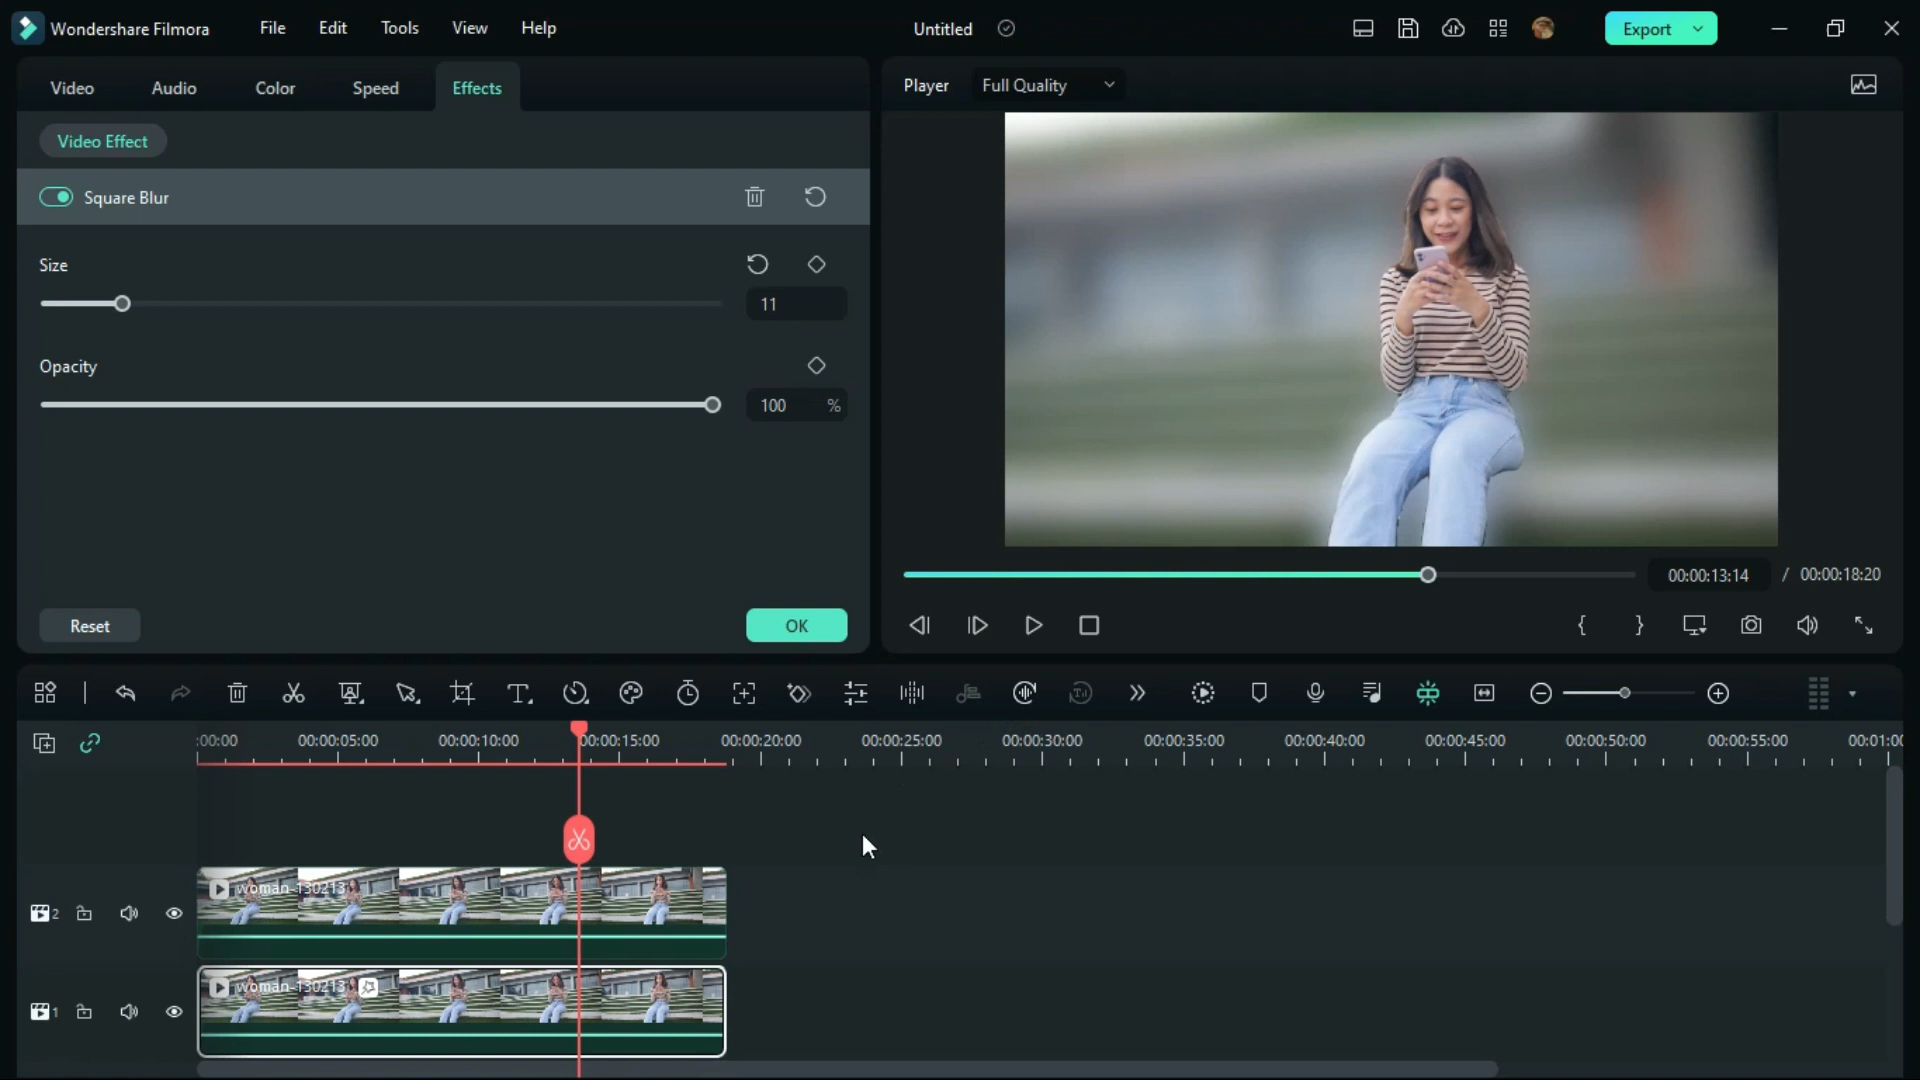 Wondershare Filmora
File
Edit
Tools
View
Help
Untitled
Export
Video
Audio
Color
Speed
Effects
Player
Full Quality
Video Effect
Square Blur
Size
11
Opacity
100 %
Reset
OK
00:00:13:14 / 00:00:18:20
:00:00 00:00:05:00 00:00:10:00 00:00:15:00 00:00:20:00 00:00:25:00 00:00:30:00 00:00:35:00 00:00:40:00 00:00:45:00 00:00:50:00 00:00:55:00 00:01:00
woman-130213
2
woman-130213
1